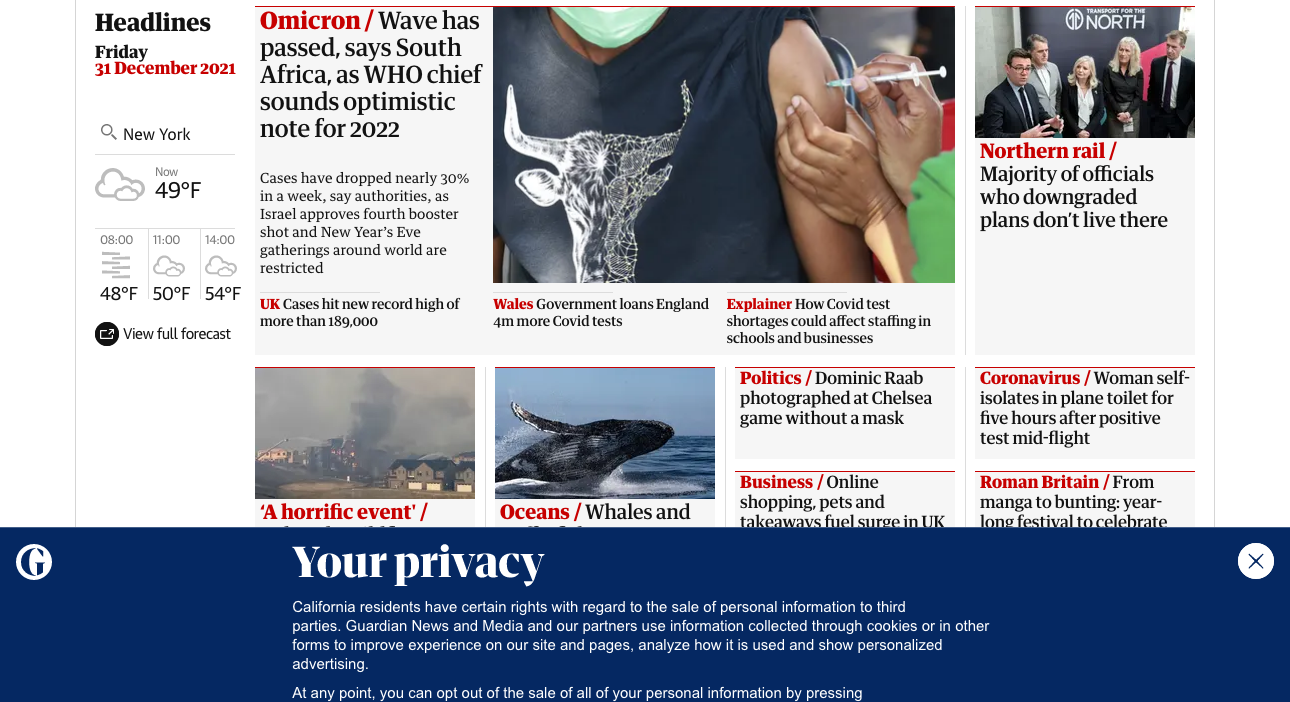 Headlines
Friday
31 December 2021
New York
Now
49°F
08:00
11:00
14:00
48°F
50°F
54°F
View full forecast
Omicron / Wave has
passed, says South
Africa, as WHO chief
sounds optimistic
note for 2022
Cases have dropped nearly 30%
in a week, say authorities, as
Israel approves fourth booster
shot and New Year’s Eve
gatherings around world are
restricted
UK Cases hit new record high of
more than 189,000
Wales Government loans England
4m more Covid tests
Explainer How Covid test
shortages could affect staffing in
schools and businesses
TRANSPORT FOR THE
NORTH
Northern rail /
Majority of officials
who downgraded
plans don’t live there
‘A horrific event' /
Oceans / Whales and
Politics / Dominic Raab
photographed at Chelsea
game without a mask
Business / Online
shopping, pets and
takeaways fuel surge in UK
Coronavirus / Woman self-
isolates in plane toilet for
five hours after positive
test mid-flight
Roman Britain / From
manga to bunting: year-
long festival to celebrate
G
Your privacy
California residents have certain rights with regard to the sale of personal information to third
parties. Guardian News and Media and our partners use information collected through cookies or in other
forms to improve experience on our site and pages, analyze how it is used and show personalized
advertising.
At any point, you can opt out of the sale of all of your personal information by pressing